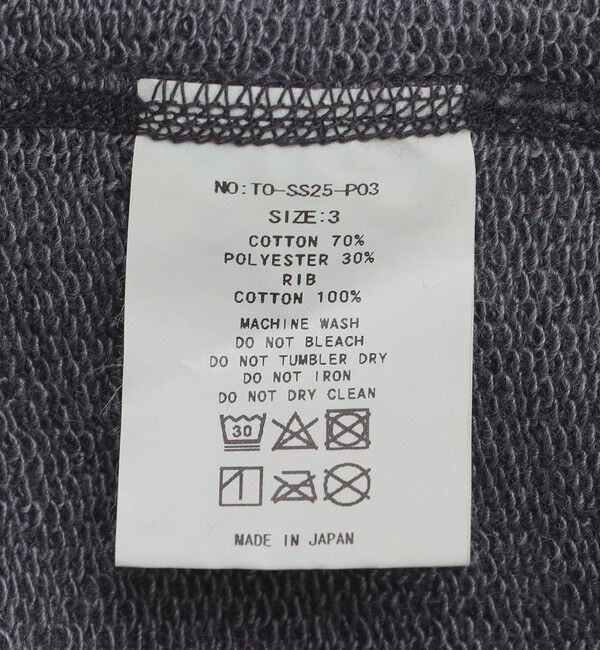 NO:TO-SS25-P03
SIZE:3
COTTON 70%
POLYESTER 30%
RIB
COTTON 100%
MACHINE WASH
DO NOT BLEACH
DO NOT TUMBLER DRY
DO NOT IRON
DO NOT DRY CLEAN
30
MADE IN JAPAN